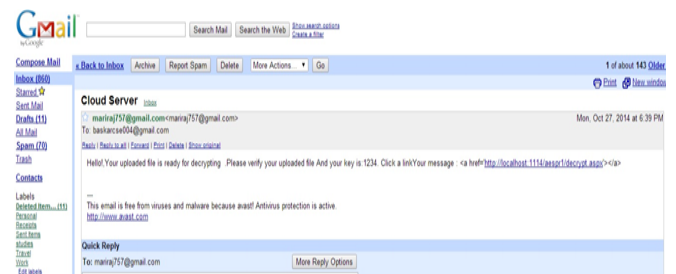 Gmail
by Google
Search Mail
Search the Web
Show search options
Create a filter
Compose Mail
Inbox (860)
Starred
Sent Mail
Drafts (11)
All Mail
Spam (70)
Trash
Contacts
Labels
Deleted Item... (11)
Personal
Receipts
Sent Items
studies
Travel
Work
Edit labels
« Back to Inbox
Archive
Report Spam
Delete
More Actions...
Go
1 of about 143 Older
Print
New window
Cloud Server Inbox
mariraj757@gmail.com<mariraj757@gmail.com>
Mon, Oct 27, 2014 at 6:39 PM
To: baskarcse004@gmail.com
Reply | Reply to all | Forward | Print | Delete | Show original
Hello!,Your uploaded file is ready for decrypting .Please verify your uploaded file And your key is:1234. Click a linkYour message : <a href='http://localhost:1114/aespr1/decrypt.aspx'></a>
--
This email is free from viruses and malware because avast! Antivirus protection is active.
http://www.avast.com
Quick Reply
To: mariraj757@gmail.com
More Reply Options